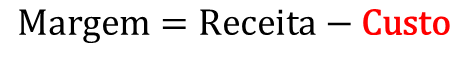 Margem = Receita − Custo